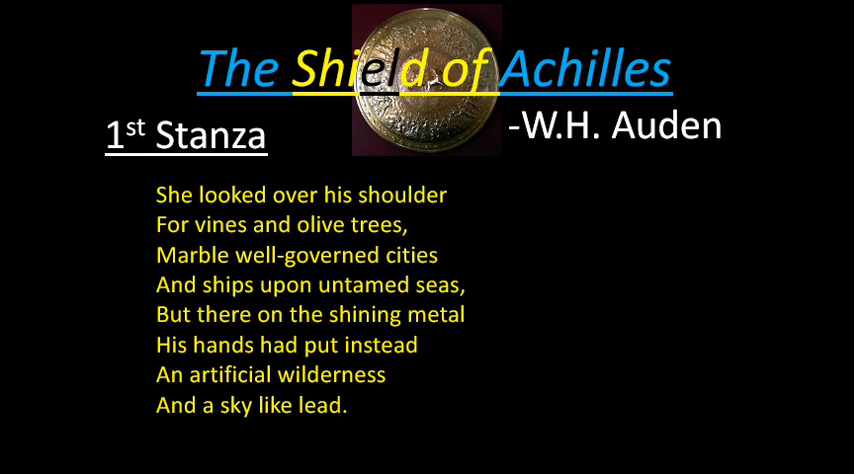 The Shield of Achilles
-W.H. Auden
1st Stanza
She looked over his shoulder
For vines and olive trees,
Marble well-governed cities
And ships upon untamed seas,
But there on the shining metal
His hands had put instead
An artificial wilderness
And a sky like lead.